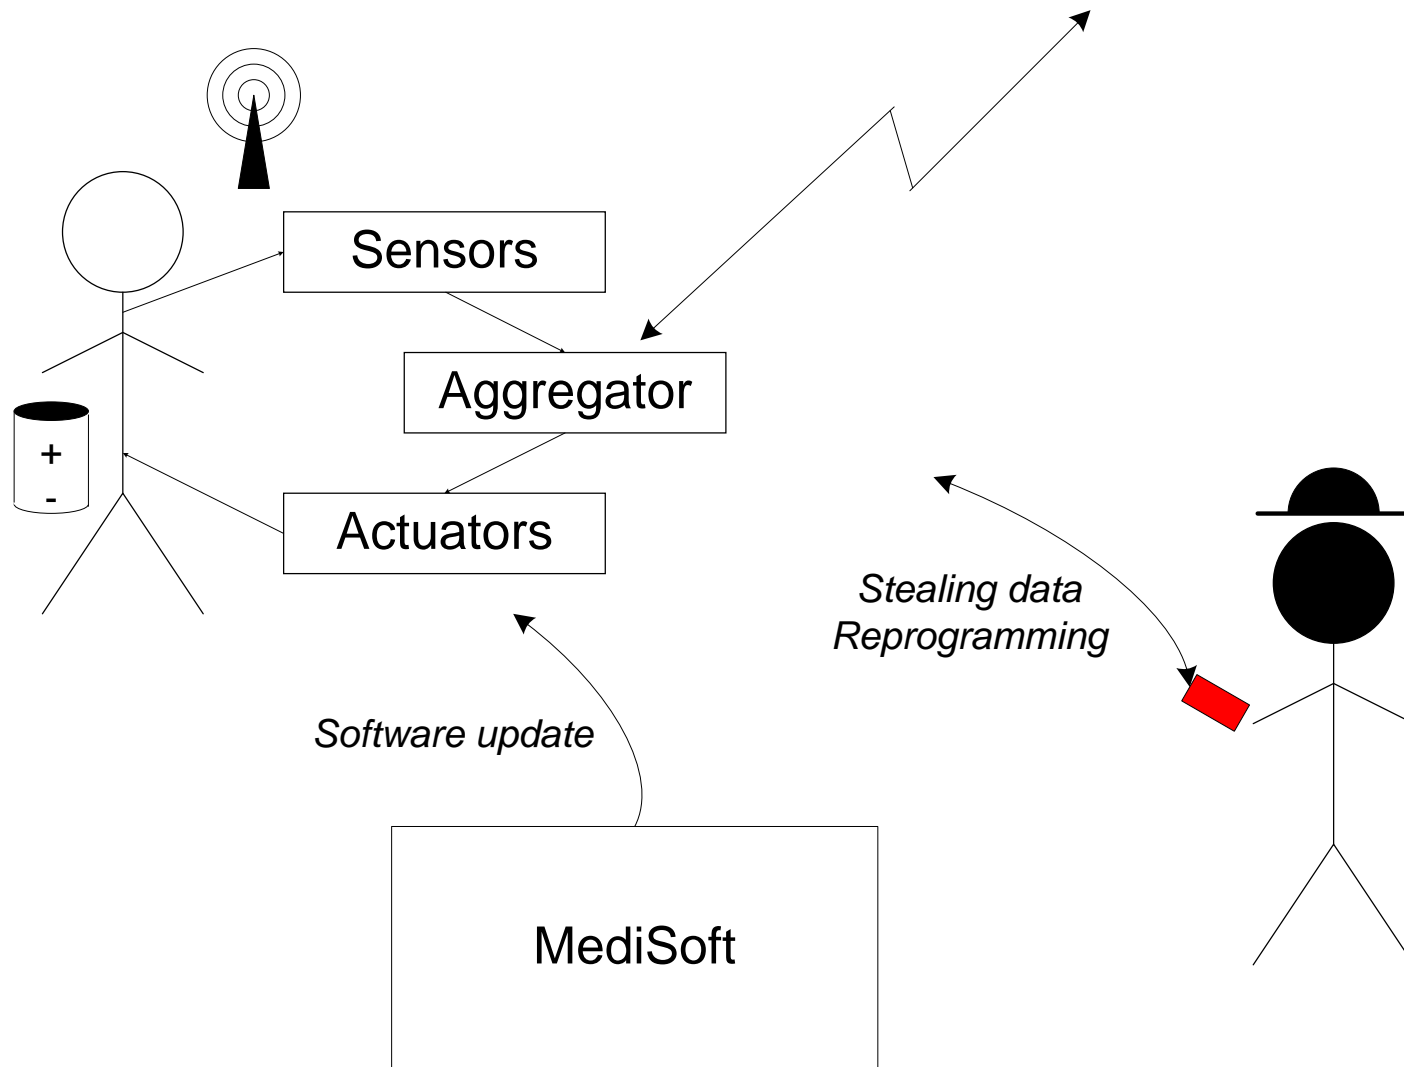 Sensors
Aggregator
+
-
Actuators
Stealing data
Reprogramming
Software update
MediSoft